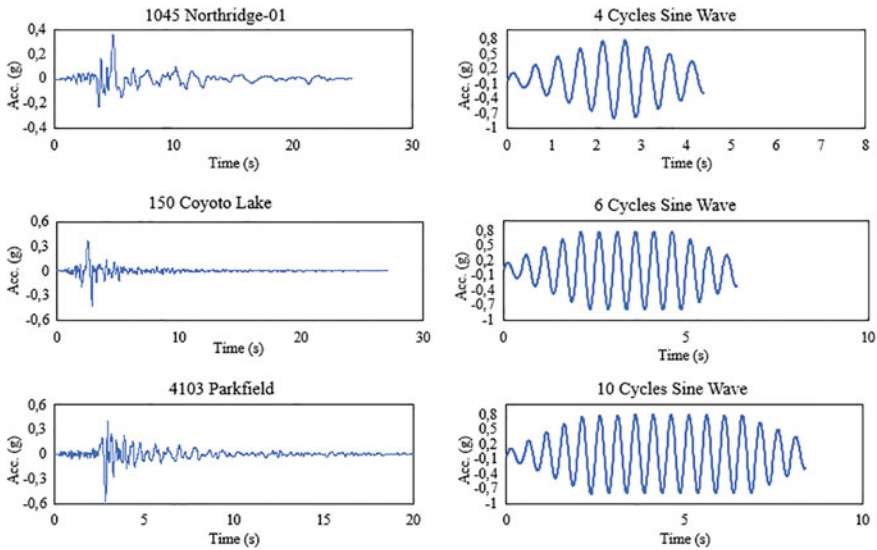 1045 Northridge-01
Acc. (g)
0,4
0,2
0
-0,2
-0,4
0 10 20 30
Time (s)
4 Cycles Sine Wave
Acc. (g)
0,8
0,5
0,2
-0,1
-0,4
-0,7
-1
0 1 2 3 4 5 6 7 8
Time (s)
150 Coyoto Lake
Acc. (g)
0,6
0,3
0
-0,3
-0,6
0 10 20 30
Time (s)
6 Cycles Sine Wave
Acc. (g)
0,8
0,5
0,2
-0,1
-0,4
-0,7
-1
0 5 10
Time (s)
4103 Parkfield
Acc. (g)
0,6
0,3
0
-0,3
-0,6
0 5 10 15 20
Time (s)
10 Cycles Sine Wave
Acc. (g)
0,8
0,5
0,2
-0,1
-0,4
-0,7
-1
0 5 10
Time (s)